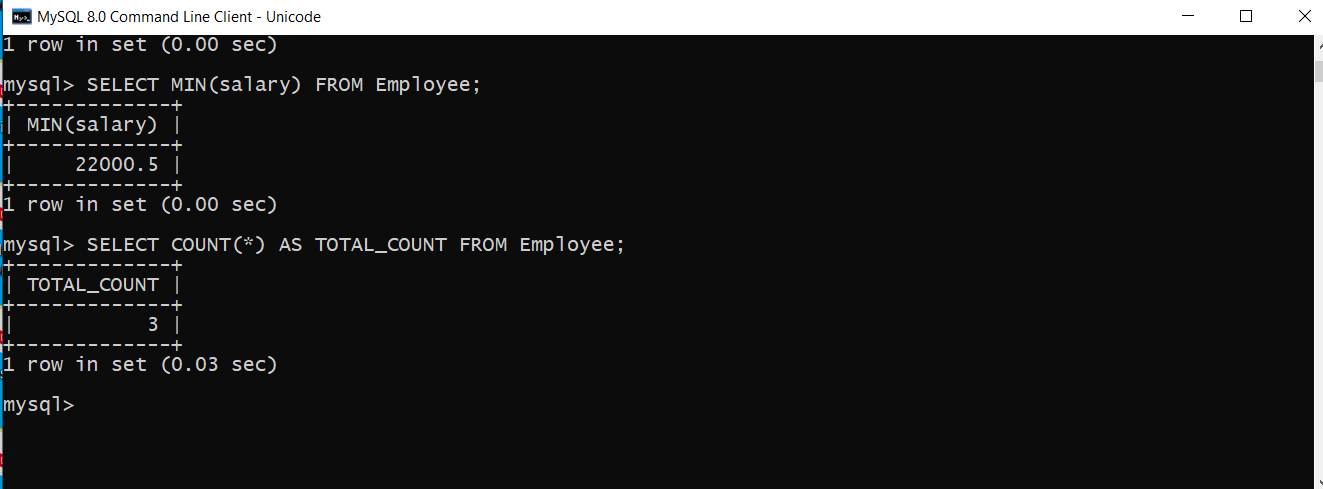 MySQL 8.0 Command Line Client - Unicode
1 row in set (0.00 sec)
mysql> SELECT MIN(salary) FROM Employee;
+-------------+
| MIN(salary) |
+-------------+
|     22000.5 |
+-------------+
1 row in set (0.00 sec)
mysql> SELECT COUNT(*) AS TOTAL_COUNT FROM Employee;
+-------------+
| TOTAL_COUNT |
+-------------+
|           3 |
+-------------+
1 row in set (0.03 sec)
mysql>